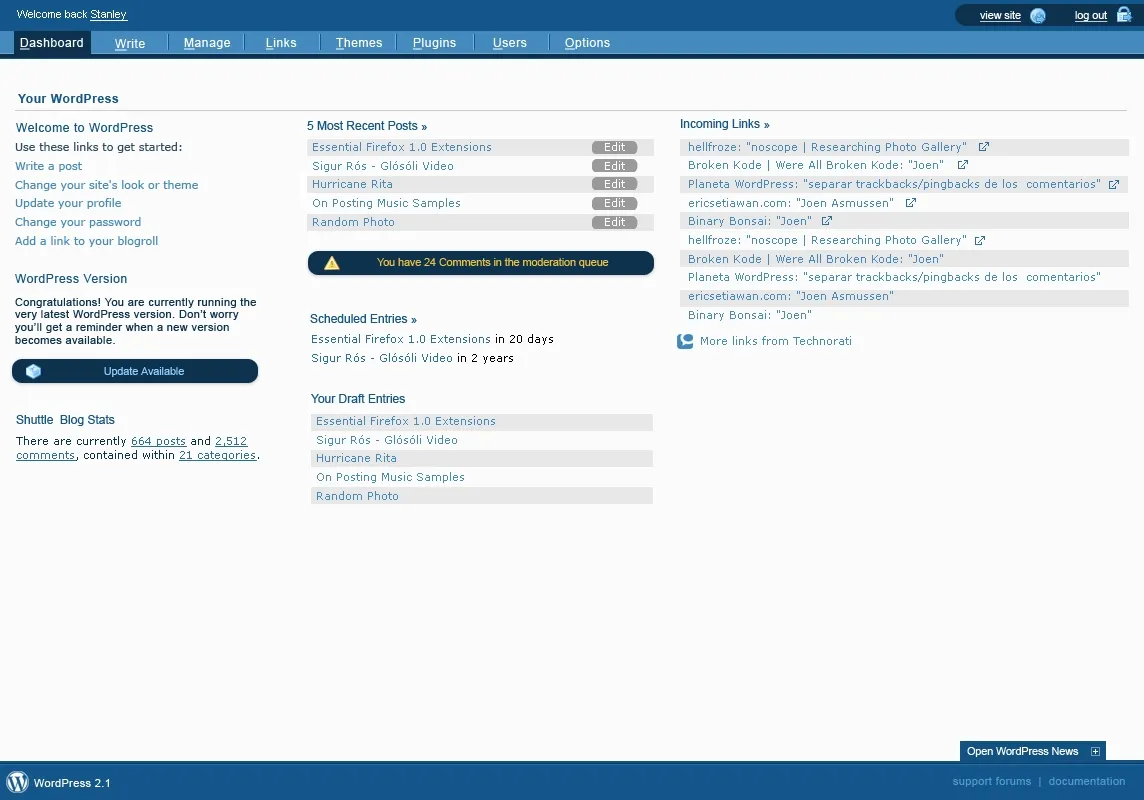 Welcome back Stanley
view site
log out
Dashboard
Write
Manage
Links
Themes
Plugins
Users
Options
Your WordPress
Welcome to WordPress
Use these links to get started:
Write a post
Change your site's look or theme
Update your profile
Change your password
Add a link to your blogroll
WordPress Version
Congratulations! You are currently running the
very latest WordPress version. Don't worry
you'll get a reminder when a new version
becomes available.
Update Available
Shuttle Blog Stats
There are currently 664 posts and 2,512
comments, contained within 21 categories.
5 Most Recent Posts »
Essential Firefox 1.0 Extensions Edit
Sigur Rós - Glósóli Video Edit
Hurricane Rita Edit
On Posting Music Samples Edit
Random Photo Edit
You have 24 Comments in the moderation queue
Scheduled Entries »
Essential Firefox 1.0 Extensions in 20 days
Sigur Rós - Glósóli Video in 2 years
Your Draft Entries
Essential Firefox 1.0 Extensions
Sigur Rós - Glósóli Video
Hurricane Rita
On Posting Music Samples
Random Photo
Incoming Links »
hellfroze: "noscope | Researching Photo Gallery"
Broken Kode | Were All Broken Kode: "Joen"
Planeta WordPress: "separar trackbacks/pingbacks de los comentarios"
ericsetiawan.com: "Joen Asmussen"
Binary Bonsai: "Joen"
hellfroze: "noscope | Researching Photo Gallery"
Broken Kode | Were All Broken Kode: "Joen"
Planeta WordPress: "separar trackbacks/pingbacks de los comentarios"
ericsetiawan.com: "Joen Asmussen"
Binary Bonsai: "Joen"
More links from Technorati
Open WordPress News
WordPress 2.1
support forums | documentation